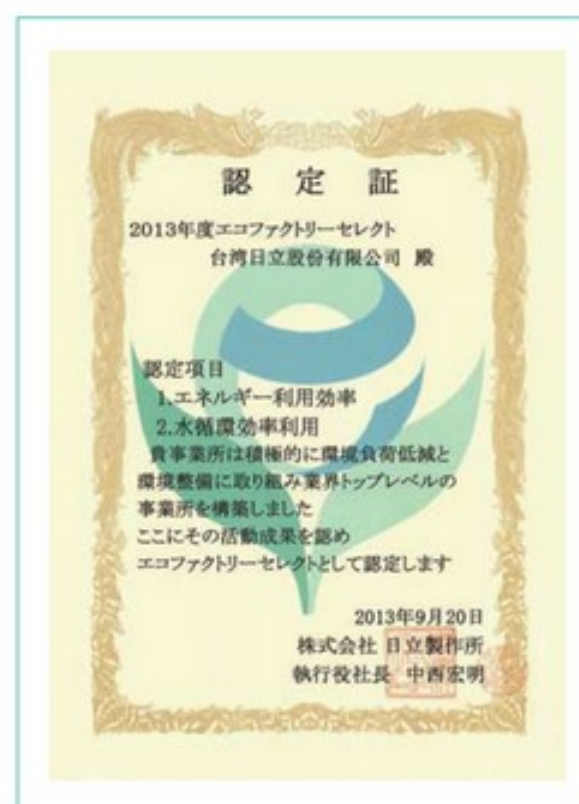 認定証
2013年度エコファクトリーセレクト
台湾日立股份有限公司 殿
認定項目
1.エネルギー利用効率
2.水循環効率利用
貴事業所は積極的に環境負荷低減と
環境整備に取り組み業界トップレベルの
事業所を構築しました
ここにその活動成果を認め
エコファクトリーセレクトとして認定します
2013年9月20日
株式会社 日立製作所
執行役社長 中西宏明